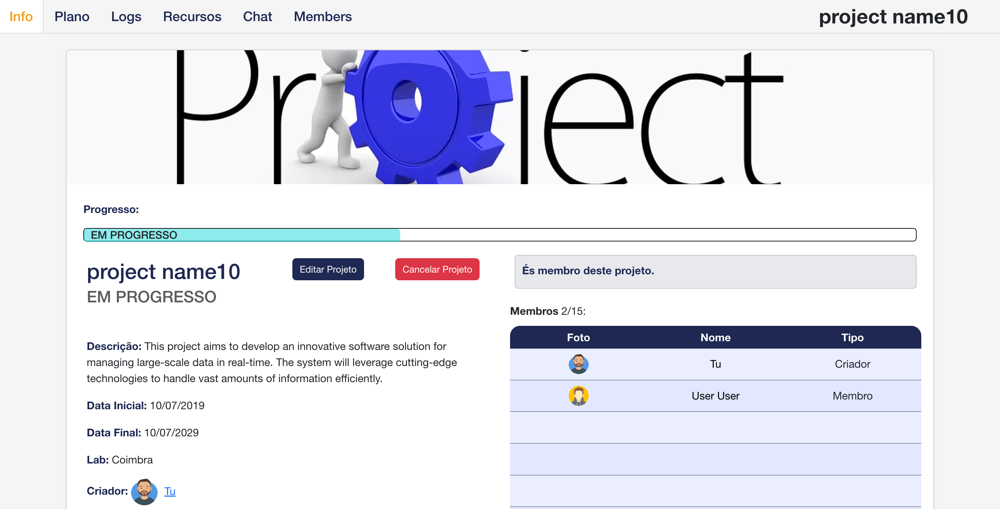 Info Plano Logs Recursos Chat Members project name10
Project
Progresso:
EM PROGRESSO
project name10 Editar Projeto Cancelar Projeto
EM PROGRESSO
Descrição: This project aims to develop an innovative software solution for
managing large-scale data in real-time. The system will leverage cutting-edge
technologies to handle vast amounts of information efficiently.
Data Inicial: 10/07/2019
Data Final: 10/07/2029
Lab: Coimbra
Criador: Tu
És membro deste projeto.
Membros 2/15:
Foto Nome Tipo
Tu Criador
User User Membro